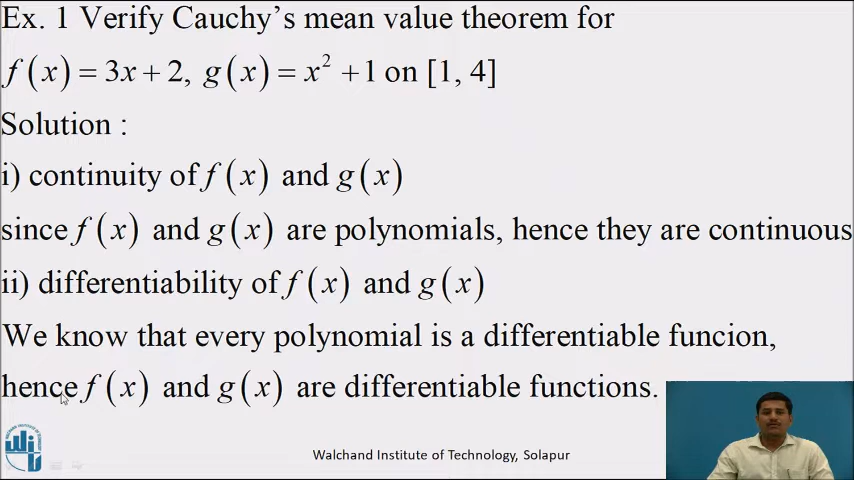 Ex. 1 Verify Cauchy's mean value theorem for
f(x) = 3x + 2, g(x) = x² + 1 on [1, 4]
Solution :
i) continuity of f(x) and g(x)
since f(x) and g(x) are polynomials, hence they are continuous
ii) differentiability of f(x) and g(x)
We know that every polynomial is a differentiable funcion,
hence f(x) and g(x) are differentiable functions.
Walchand Institute of Technology, Solapur